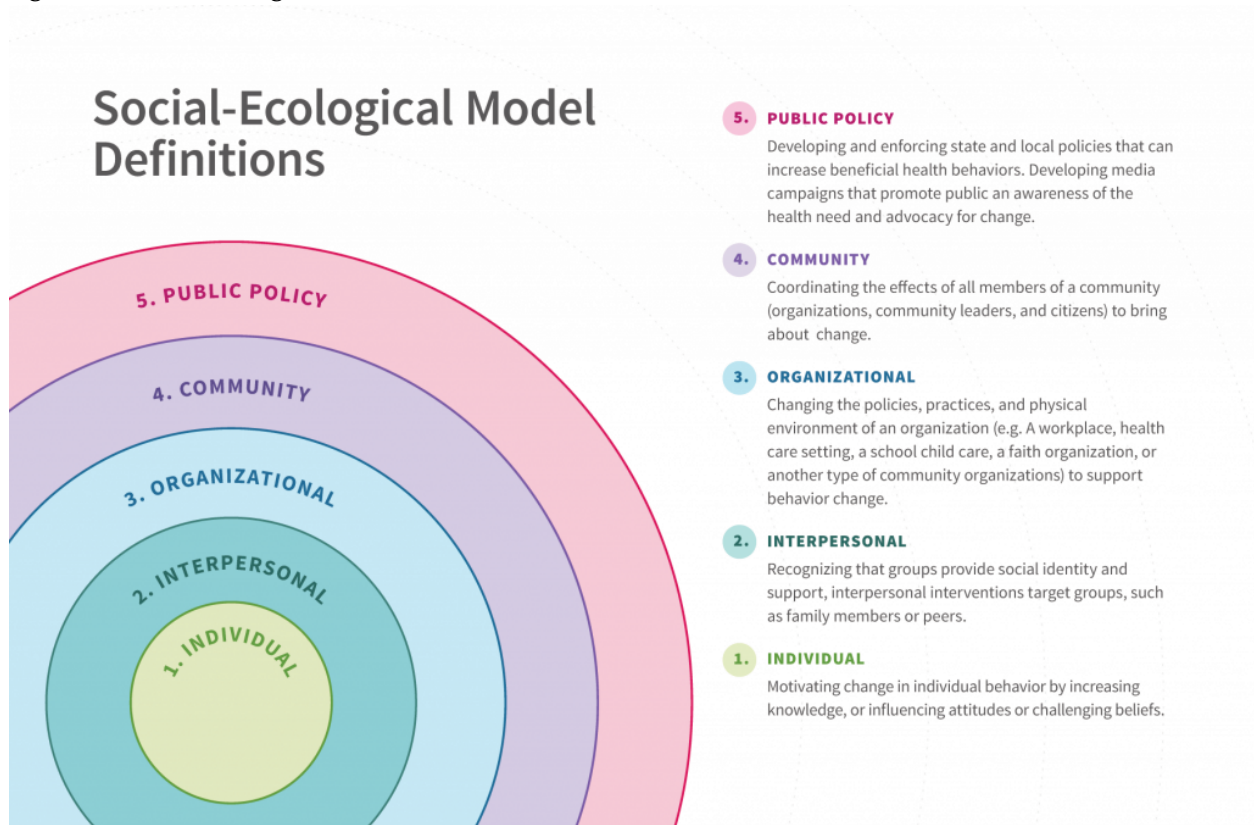 Social-Ecological Model
Definitions
5. PUBLIC POLICY
4. COMMUNITY
3. ORGANIZATIONAL
2. INTERPERSONAL
1. INDIVIDUAL
5. PUBLIC POLICY
Developing and enforcing state and local policies that can
increase beneficial health behaviors. Developing media
campaigns that promote public an awareness of the
health need and advocacy for change.
4. COMMUNITY
Coordinating the effects of all members of a community
(organizations, community leaders, and citizens) to bring
about change.
3. ORGANIZATIONAL
Changing the policies, practices, and physical
environment of an organization (e.g. A workplace, health
care setting, a school child care, a faith organization, or
another type of community organizations) to support
behavior change.
2. INTERPERSONAL
Recognizing that groups provide social identity and
support, interpersonal interventions target groups, such
as family members or peers.
1. INDIVIDUAL
Motivating change in individual behavior by increasing
knowledge, or influencing attitudes or challenging beliefs.